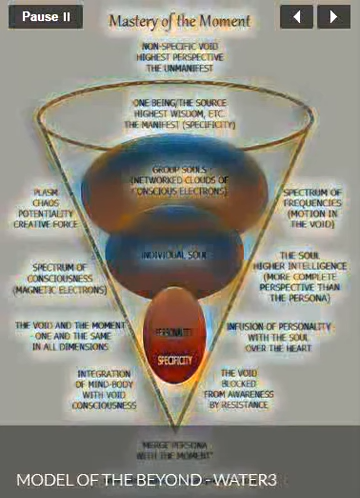 Pause II
Mastery of the Moment
NON-SPECIFIC VOID
HIGHEST PERSPECTIVE
THE UNMANIFEST
ONE BEING/THE SOURCE
HIGHEST WISDOM, ETC.
THE MANIFEST (SPECIFICITY)
GROUP SOULS
(NETWORKED CLOUDS OF
CONSCIOUS ELECTRONS)
PLASM
CHAOS
POTENTIALITY
CREATIVE FORCE
SPECTRUM OF
FREQUENCIES
(MOTION IN
THE VOID)
INDIVIDUAL SOUL
SPECTRUM OF
CONSCIOUSNESS
(MAGNETIC ELECTRONS)
THE SOUL
HIGHER INTELLIGENCE
(MORE COMPLETE
PERSPECTIVE THAN
THE PERSONA)
THE VOID AND THE MOMENT
ONE AND THE SAME
IN ALL DIMENSIONS
PERSONALITY
SPECIFICITY
INFUSION OF PERSONALITY
WITH THE SOUL
OVER THE HEART
INTEGRATION
OF MIND-BODY
WITH VOID
CONSCIOUSNESS
THE VOID
BLOCKED
FROM AWARENESS
BY RESISTANCE
"MERGE PERSONA
WITH THE MOMENT"
MODEL OF THE BEYOND - WATER3